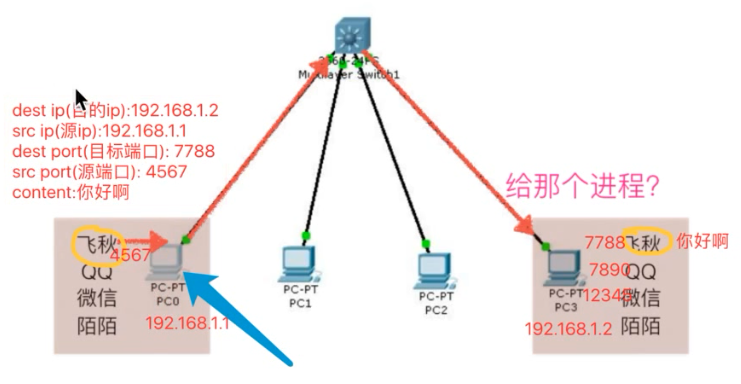 3560-24PS
Multilayer Switch1
dest ip(目的ip):192.168.1.2
src ip(源ip):192.168.1.1
dest port(目标端口): 7788
src port(源端口): 4567
content:你好啊
给那个进程?
飞秋
4567
QQ
微信
陌陌
PC-PT
PC0
192.168.1.1
PC-PT
PC1
PC-PT
PC2
PC-PT
PC3
192.168.1.2
7788 飞秋 你好啊
7890 QQ
微信
陌陌